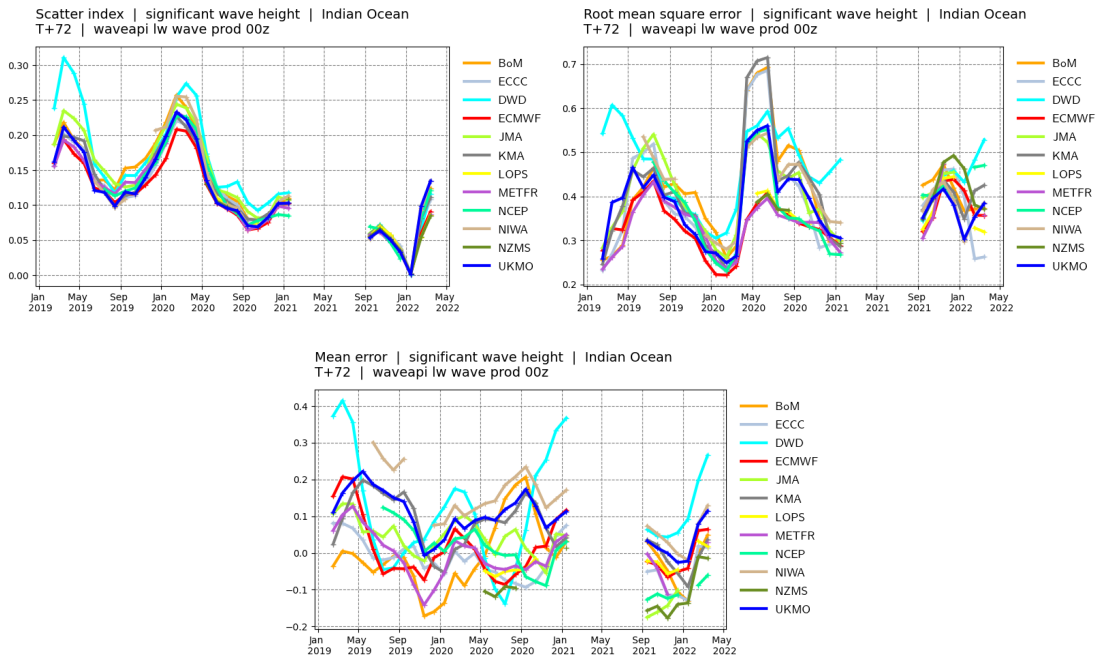 Scatter index | significant wave height | Indian Ocean
T+72 | waveapi lw wave prod 00z
0.30
0.25
0.20
0.15
0.10
0.05
0.00
Jan May Sep Jan May Sep Jan May Sep Jan May
2019 2019 2019 2020 2020 2020 2021 2021 2021 2022 2022
BoM
ECCC
DWD
ECMWF
JMA
KMA
LOPS
METFR
NCEP
NIWA
NZMS
UKMO
Root mean square error | significant wave height | Indian Ocean
T+72 | waveapi lw wave prod 00z
0.7
0.6
0.5
0.4
0.3
0.2
Jan May Sep Jan May Sep Jan May Sep Jan May
2019 2019 2019 2020 2020 2020 2021 2021 2021 2022 2022
BoM
ECCC
DWD
ECMWF
JMA
KMA
LOPS
METFR
NCEP
NIWA
NZMS
UKMO
Mean error | significant wave height | Indian Ocean
T+72 | waveapi lw wave prod 00z
0.4
0.3
0.2
0.1
0.0
−0.1
−0.2
Jan May Sep Jan May Sep Jan May Sep Jan May
2019 2019 2019 2020 2020 2020 2021 2021 2021 2022 2022
BoM
ECCC
DWD
ECMWF
JMA
KMA
LOPS
METFR
NCEP
NIWA
NZMS
UKMO